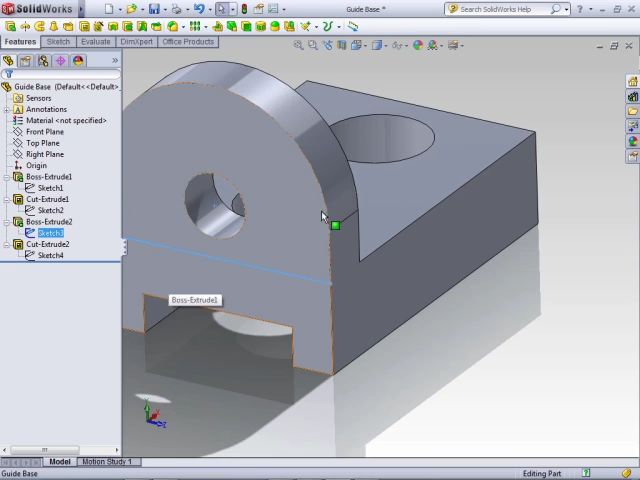 SolidWorks
Guide Base *
Search SolidWorks Help
Features
Sketch
Evaluate
DimXpert
Office Products
Guide Base (Default<<Default>_
Sensors
Annotations
Material <not specified>
Front Plane
Top Plane
Right Plane
Origin
Boss-Extrude1
Sketch1
Cut-Extrude1
Sketch2
Boss-Extrude2
Sketch3
Cut-Extrude2
Sketch4
Boss-Extrude1
Model
Motion Study 1
Guide Base
Editing Part